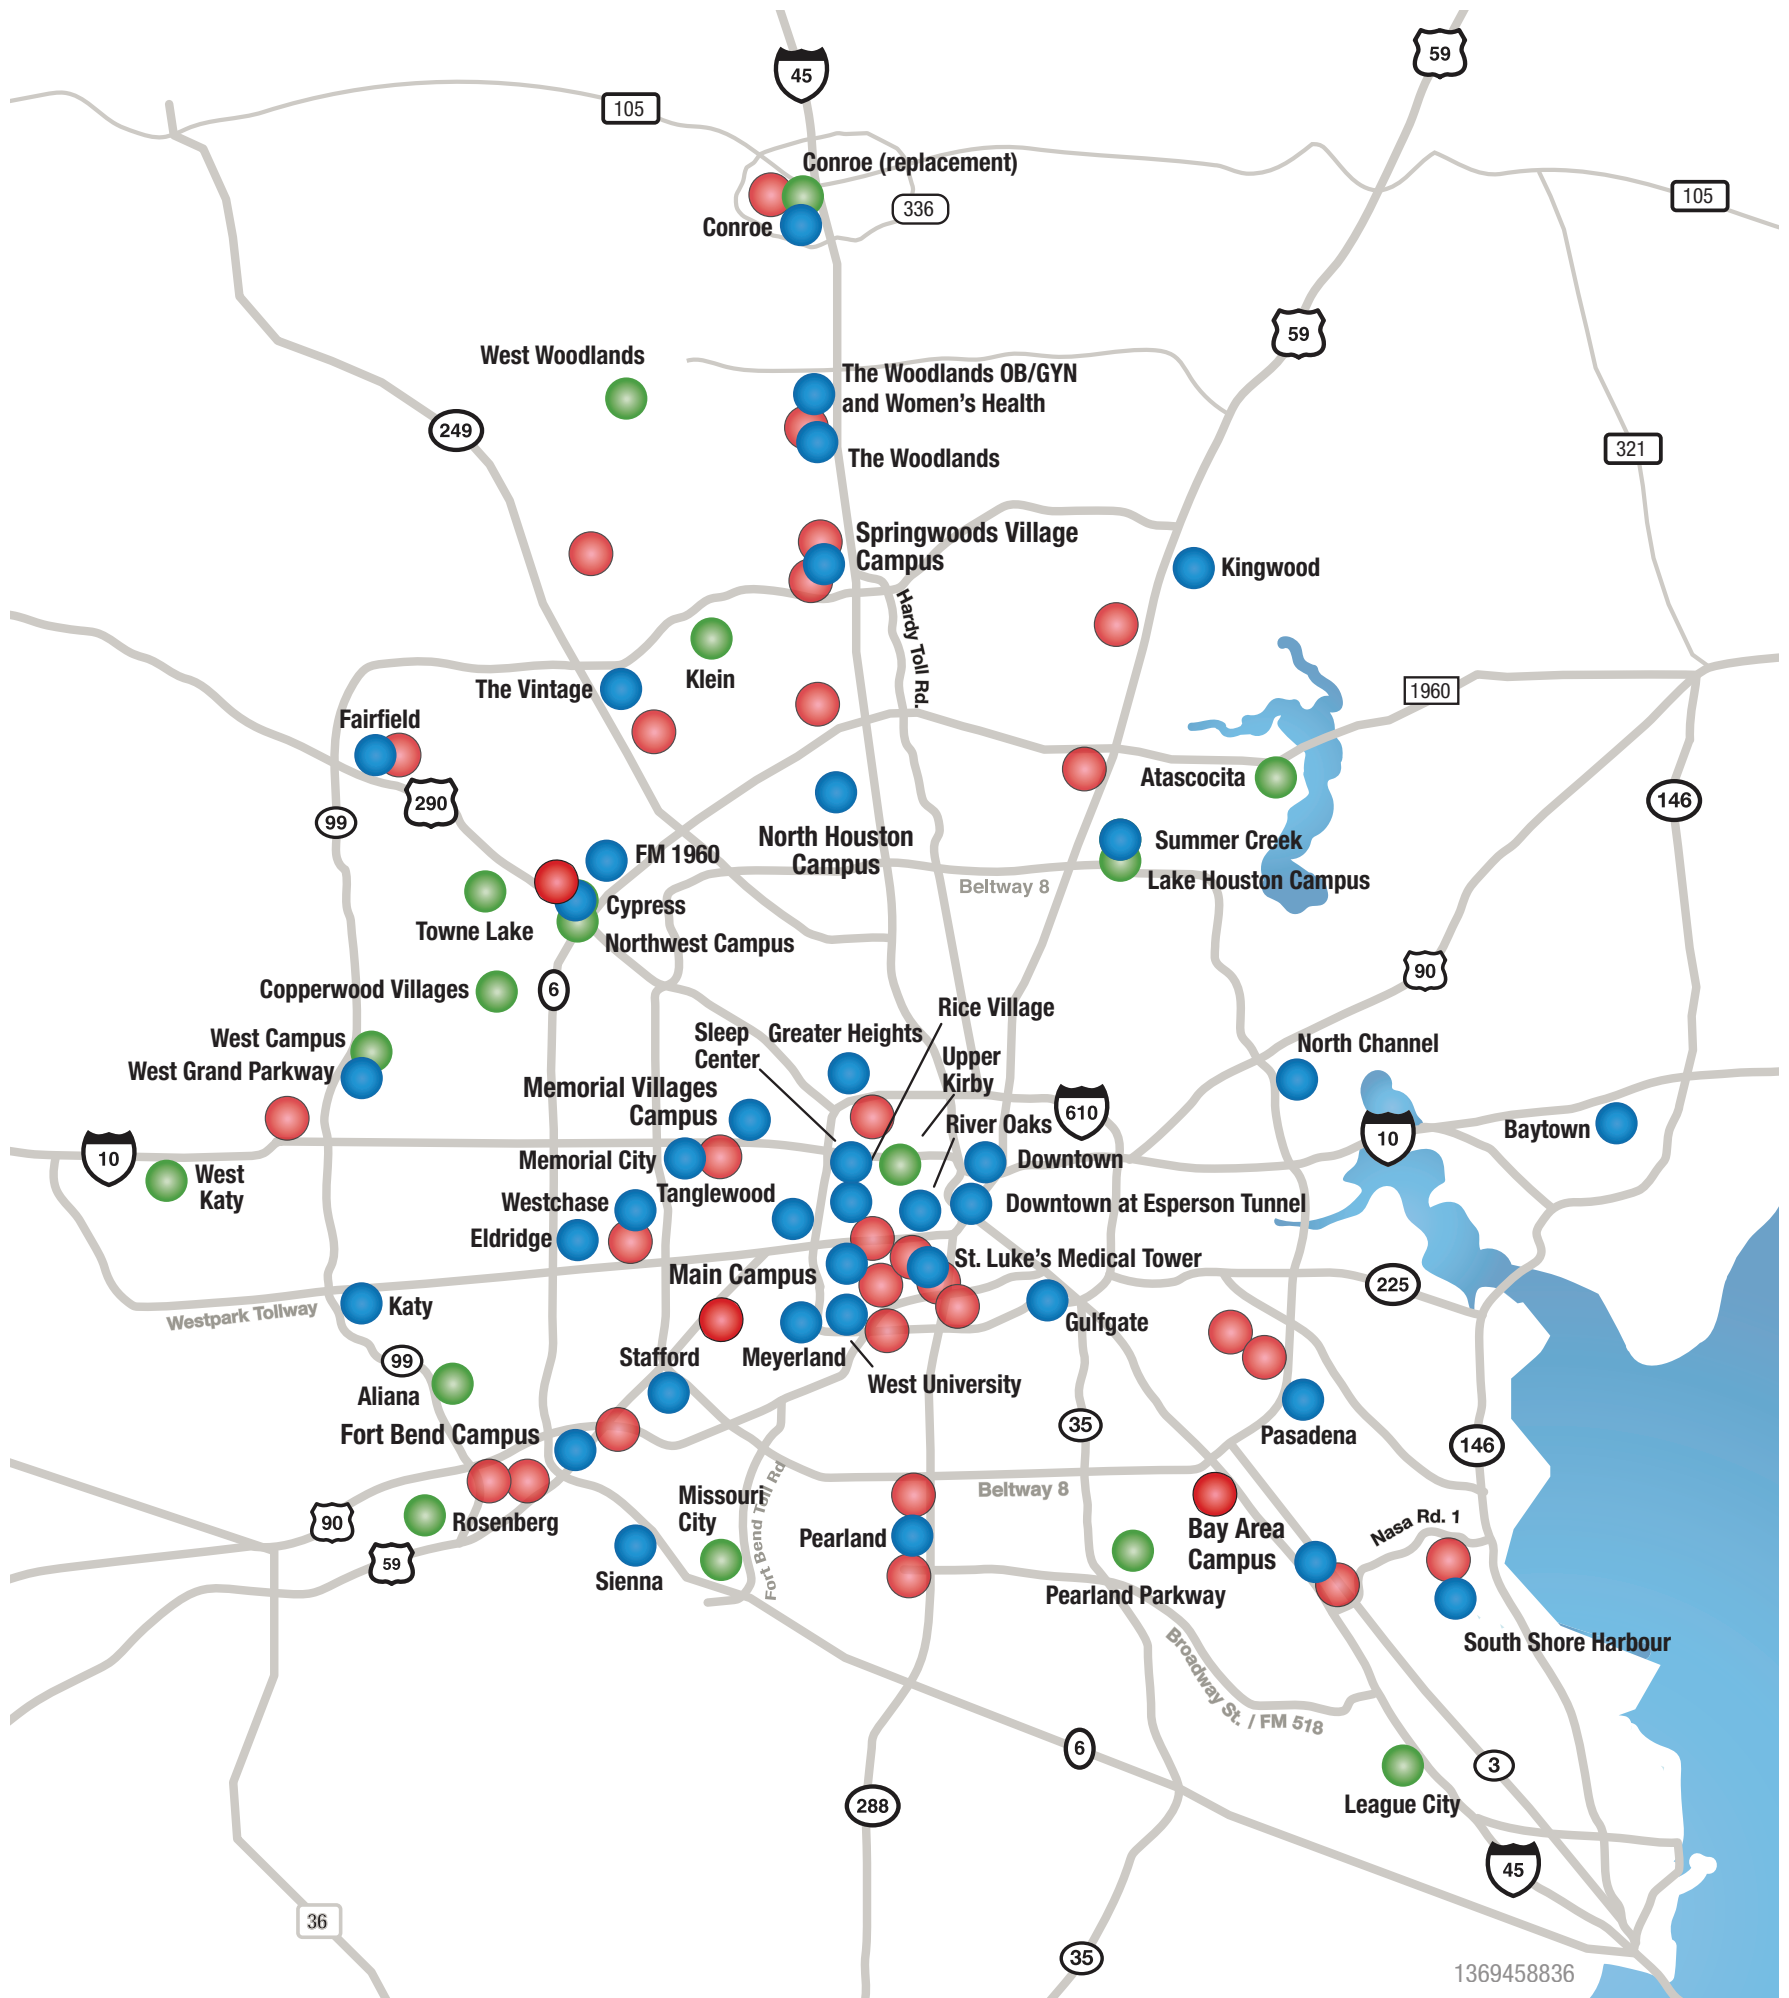 45
59
105
Conroe (replacement)
105
336
Conroe
59
West Woodlands
The Woodlands OB/GYN
and Women's Health
249
321
The Woodlands
Springwoods Village
Campus
Kingwood
Hardy Toll Rd.
Klein
The Vintage
1960
Fairfield
Atascocita
290
146
99
North Houston
Campus
Summer Creek
FM 1960
Beltway 8
Lake Houston Campus
Cypress
Towne Lake
Northwest Campus
90
Copperwood Villages
6
Rice Village
Sleep
Center
Greater Heights
West Campus
North Channel
Upper
Kirby
West Grand Parkway
Memorial Villages
Campus
610
River Oaks
Baytown
10
10
Memorial City
Downtown
West
Katy
Tanglewood
Westchase
Downtown at Esperson Tunnel
Eldridge
St. Luke's Medical Tower
Main Campus
225
Katy
Westpark Tollway
Gulfgate
Stafford
Meyerland
99
West University
Aliana
35
Fort Bend Campus
Pasadena
146
Fort Bend Toll Rd
Beltway 8
Missouri
City
Rosenberg
90
Nasa Rd. 1
Bay Area
Campus
Pearland
59
Sienna
Pearland Parkway
South Shore Harbour
Broadway St. / FM 518
6
3
288
League City
45
36
35
1369458836